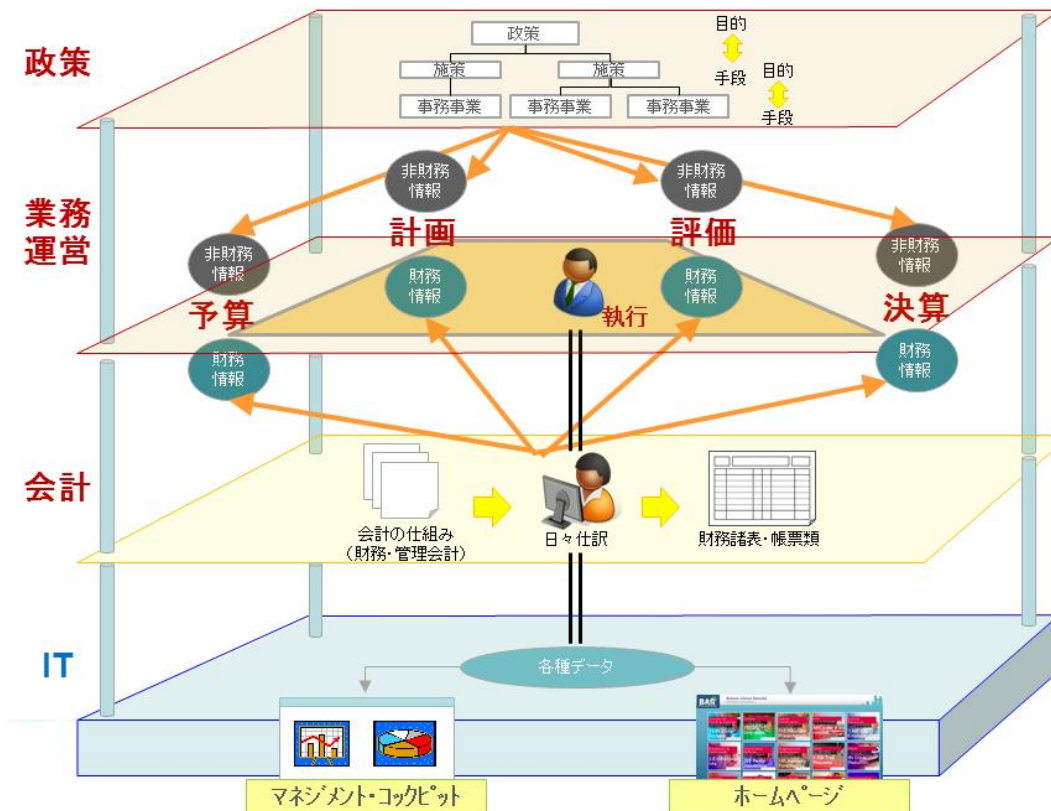 政策
政策
目的
施策
施策
手段
目的
事務事業
事務事業
事務事業
手段
業務
運営
非財務
情報
非財務
情報
計画
評価
非財務
情報
非財務
情報
財務
情報
財務
情報
予算
執行
決算
財務
情報
財務
情報
会計
会計の仕組み
(財務・管理会計)
日々仕訳
財務諸表・帳票類
IT
各種データ
マネジメント・コックピット
ホームページ